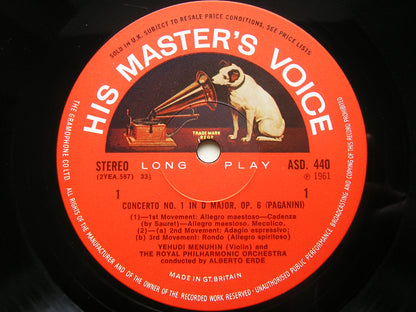 SOLD IN U.K. SUBJECT TO RESALE PRICE CONDITIONS, SEE PRICE LISTS
HIS MASTER'S VOICE
TRADE MARK
REGD
STEREO LONG PLAY ASD. 440
(2YEA.557) 33⅓ ℗ 1961
1 1
CONCERTO NO. 1 IN D MAJOR, OP. 6 (PAGANINI)
(1)—1st Movement: Allegro maestoso—Cadenza
(by Sauret)—Allegro maestoso. Mecolico.
(2)—(a) 2nd Movement: Adagio espressivo;
(b) 3rd Movement: Rondo (Allegro spiritoso)
YEHUDI MENUHIN (Violin) and
THE ROYAL PHILHARMONIC ORCHESTRA
conducted by ALBERTO ERDE
MADE IN GT. BRITAIN
THE GRAMOPHONE CO LTD
ALL RIGHTS OF THE MANUFACTURER AND OF THE OWNER OF THE RECORDED WORK RESERVED·UNAUTHORISED PUBLIC PERFORMANCE BROADCASTING AND COPYING OF THIS RECORD PROHIBITED